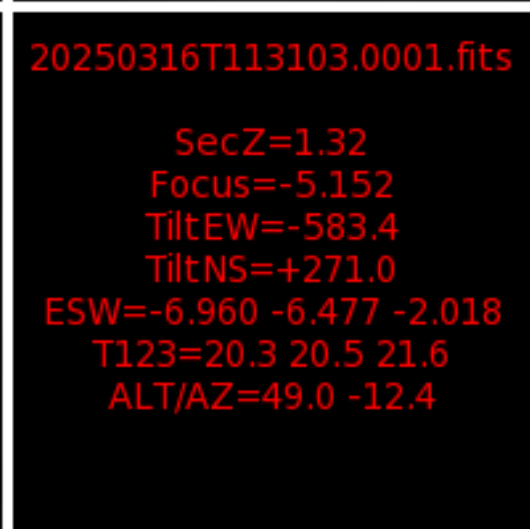 20250316T113103.0001.fits
SecZ=1.32
Focus=-5.152
TiltEW=-583.4
TiltNS=+271.0
ESW=-6.960 -6.477 -2.018
T123=20.3 20.5 21.6
ALT/AZ=49.0 -12.4